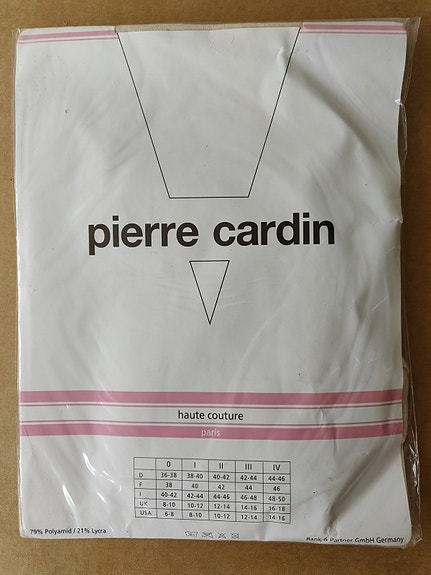 pierre cardin
haute couture
paris
0 I II III IV
D 36-38 38-40 40-42 42-44 44-46
F 38 40 42 44 46
I 40-42 42-44 44-46 46-48 48-50
UK 8-10 10-12 12-14 14-16 16-18
USA 6-8 8-10 10-12 12-14 14-16
79% Polyamid / 21% Lycra
& Partner GmbH Germany